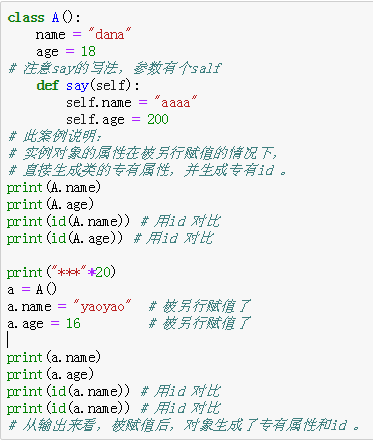 class A():
    name = "dana"
    age = 18
# 注意say的写法，参数有个salf
    def say(self):
        self.name = "aaaa"
        self.age = 200
# 此案例说明；
# 实例对象的属性在被另行赋值的情况下，
# 直接生成类的专有属性，并生成专有id 。
print(A.name)
print(A.age)
print(id(A.name)) # 用id 对比
print(id(A.age)) # 用id 对比

print("***"*20)
a = A()
a.name = "yaoyao"  # 被另行赋值了
a.age = 16         # 被另行赋值了

print(a.name)
print(a.age)
print(id(a.name)) # 用id 对比
print(id(a.name)) # 用id 对比
# 从输出来看，被赋值后，对象生成了专有属性和id 。